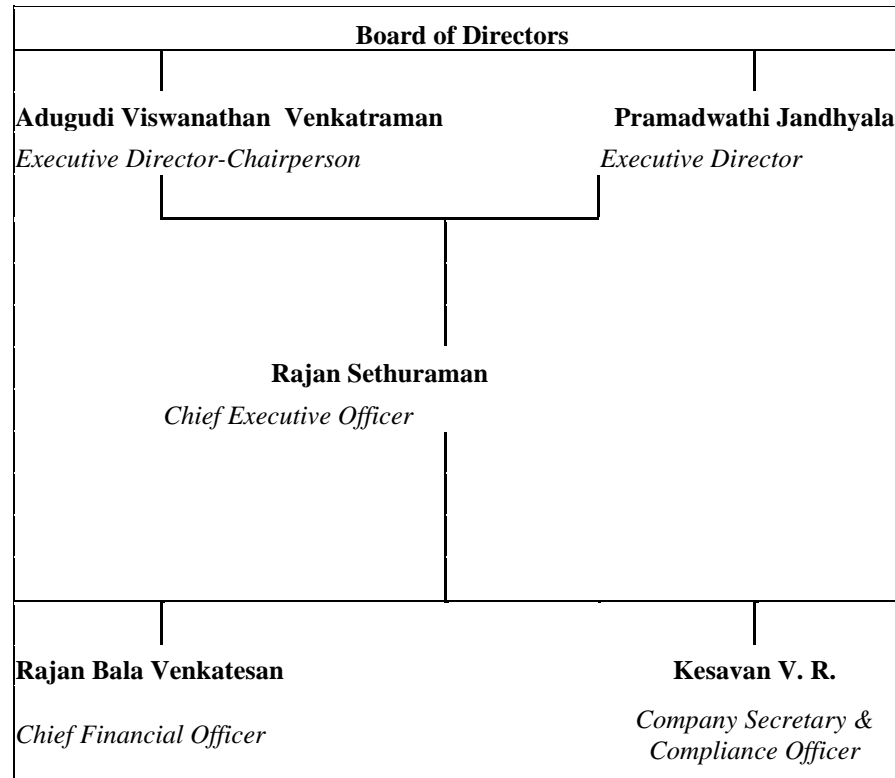 Board of Directors
Adugudi Viswanathan  Venkatraman
Pramadwathi Jandhyala
Executive Director-Chairperson
Executive Director
Rajan Sethuraman
Chief Executive Officer
Rajan Bala Venkatesan
Kesavan V. R.
Chief Financial Officer
Company Secretary &
Compliance Officer